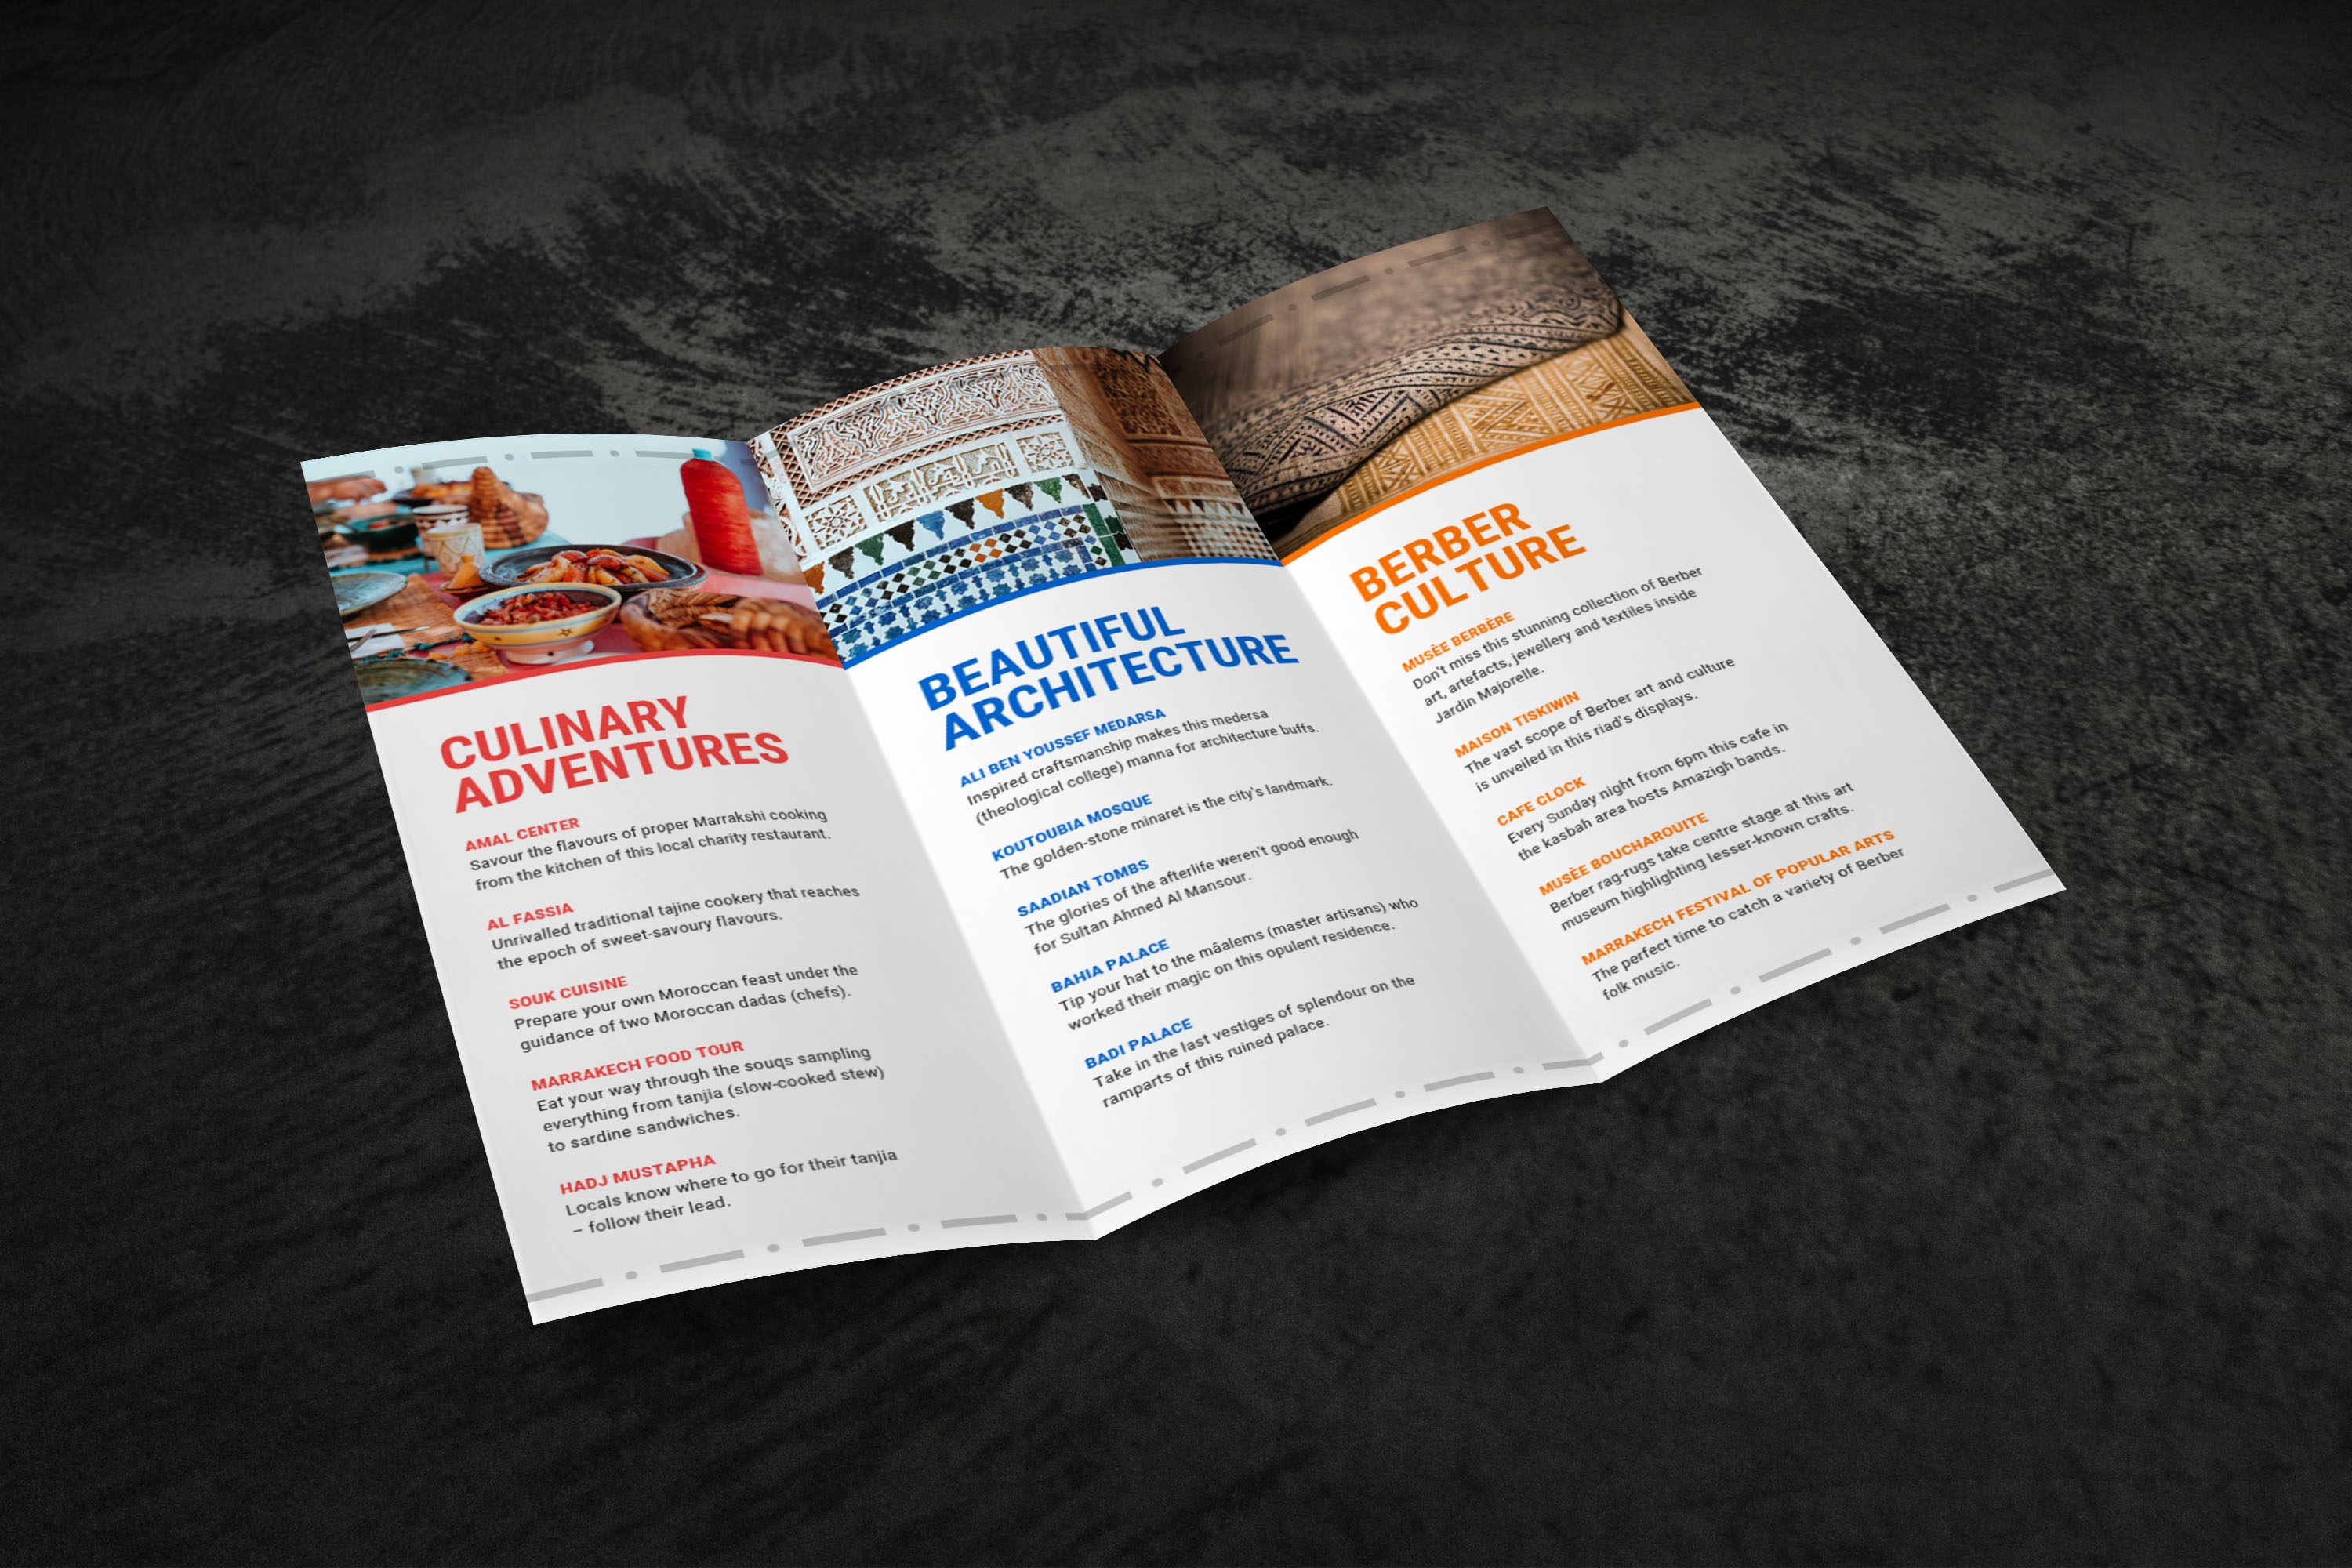 CULINARY
ADVENTURES
AMAL CENTER
Savour the flavours of proper Marrakshi cooking
from the kitchen of this local charity restaurant.
AL FASSIA
Unrivalled traditional tajine cookery that reaches
the epoch of sweet-savoury flavours.
SOUK CUISINE
Prepare your own Moroccan feast under the
guidance of two Moroccan dadas (chefs).
MARRAKECH FOOD TOUR
Eat your way through the souqs sampling
everything from tanjia (slow-cooked stew)
to sardine sandwiches.
HADJ MUSTAPHA
Locals know where to go for their tanjia
– follow their lead.
BEAUTIFUL
ARCHITECTURE
ALI BEN YOUSSEF MEDARSA
Inspired craftsmanship makes this medersa
(theological college) manna for architecture buffs.
KOUTOUBIA MOSQUE
The golden-stone minaret is the city's landmark.
SAADIAN TOMBS
The glories of the afterlife weren't good enough
for Sultan Ahmed Al Mansour.
BAHIA PALACE
Tip your hat to the mâalems (master artisans) who
worked their magic on this opulent residence.
BADI PALACE
Take in the last vestiges of splendour on the
ramparts of this ruined palace.
BERBER
CULTURE
MUSÈE BERBÈRE
Don't miss this stunning collection of Berber
art, artefacts, jewellery and textiles inside
Jardin Majorelle.
MAISON TISKIWIN
The vast scope of Berber art and culture
is unveiled in this riad's displays.
CAFE CLOCK
Every Sunday night from 6pm this cafe in
the kasbah area hosts Amazigh bands.
MUSÈE BOUCHAROUITE
Berber rag-rugs take centre stage at this art
museum highlighting lesser-known crafts.
MARRAKECH FESTIVAL OF POPULAR ARTS
The perfect time to catch a variety of Berber
folk music.